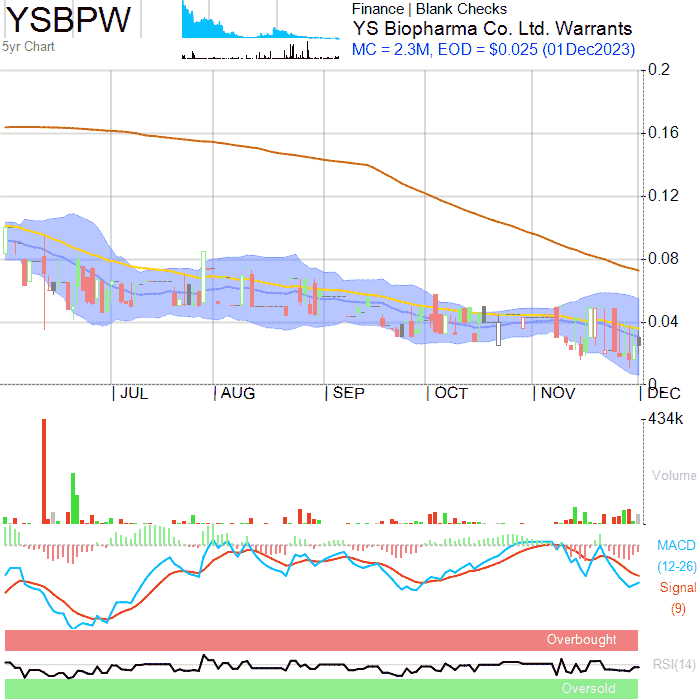 YSBPW
5yr Chart
Finance | Blank Checks
YS Biopharma Co. Ltd. Warrants
MC = 2.3M, EOD = $0.025 (01Dec2023)
0.2
0.16
0.12
0.08
0.04
0
JUL
AUG
SEP
OCT
NOV
DEC
434k
Volume
MACD
(12-26)
Signal
(9)
Overbought
RSI(14)
Oversold